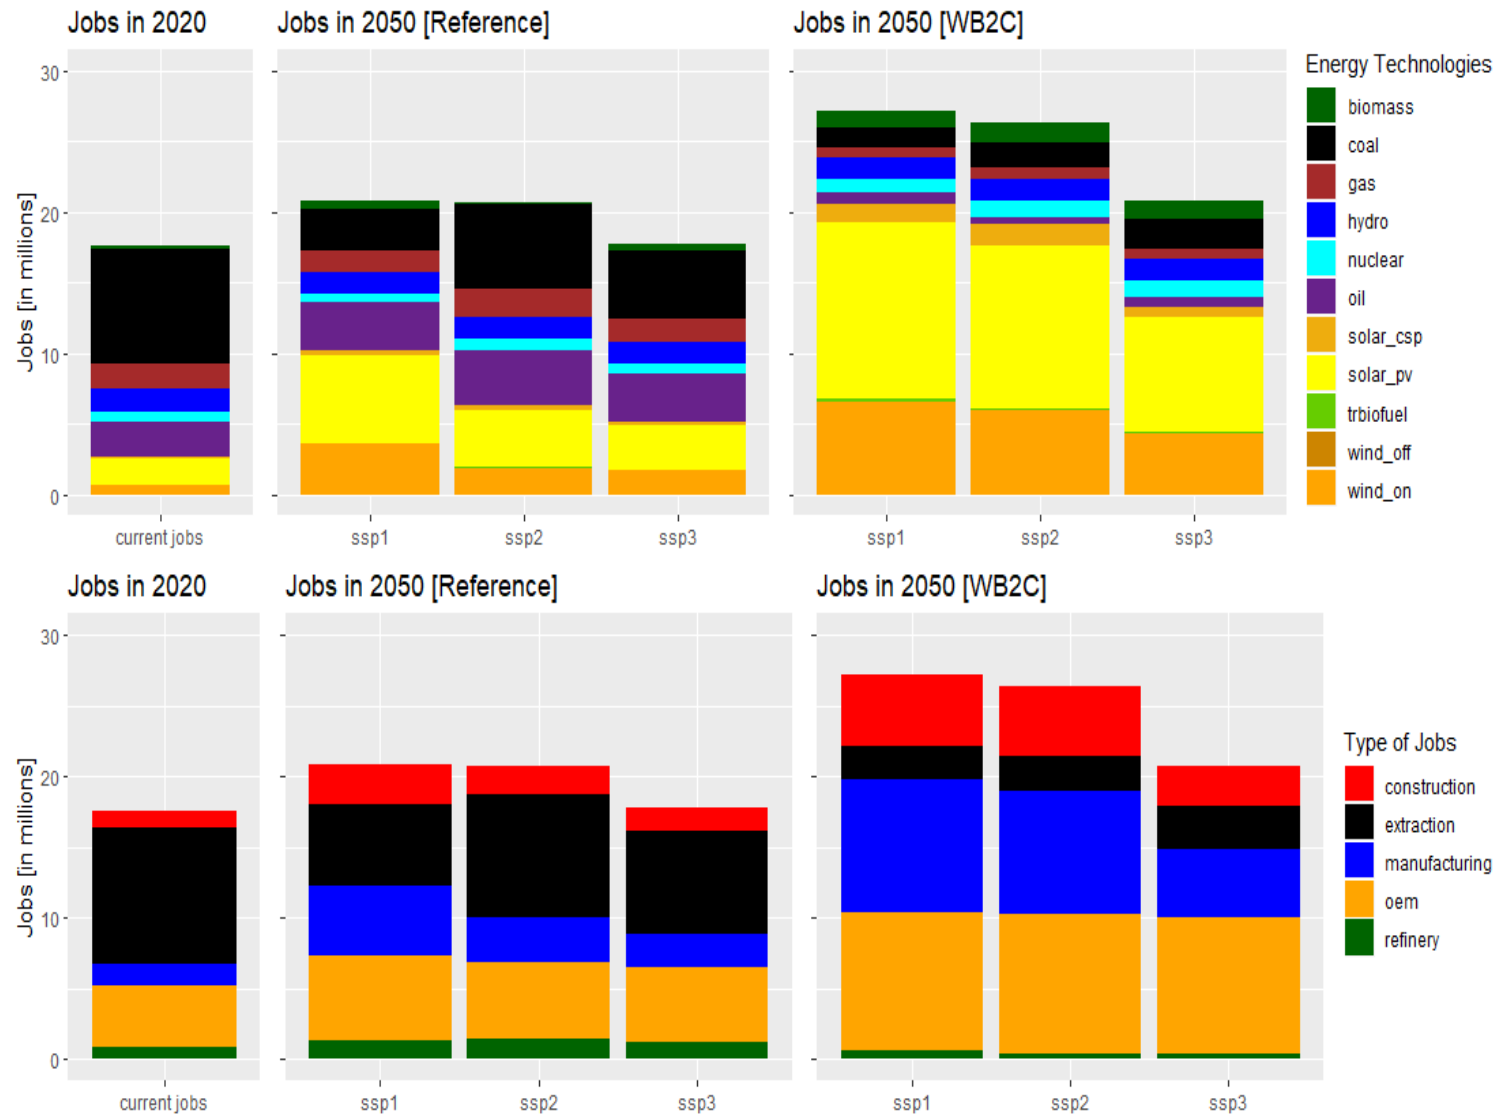 Jobs in 2020
Jobs in 2050 [Reference]
Jobs in 2050 [WB2C]
Jobs [in millions]
30
20
10
0
current jobs
ssp1
ssp2
ssp3
ssp1
ssp2
ssp3
Energy Technologies
biomass
coal
gas
hydro
nuclear
oil
solar_csp
solar_pv
trbiofuel
wind_off
wind_on
Jobs in 2020
Jobs in 2050 [Reference]
Jobs in 2050 [WB2C]
Jobs [in millions]
30
20
10
0
current jobs
ssp1
ssp2
ssp3
ssp1
ssp2
ssp3
Type of Jobs
construction
extraction
manufacturing
oem
refinery